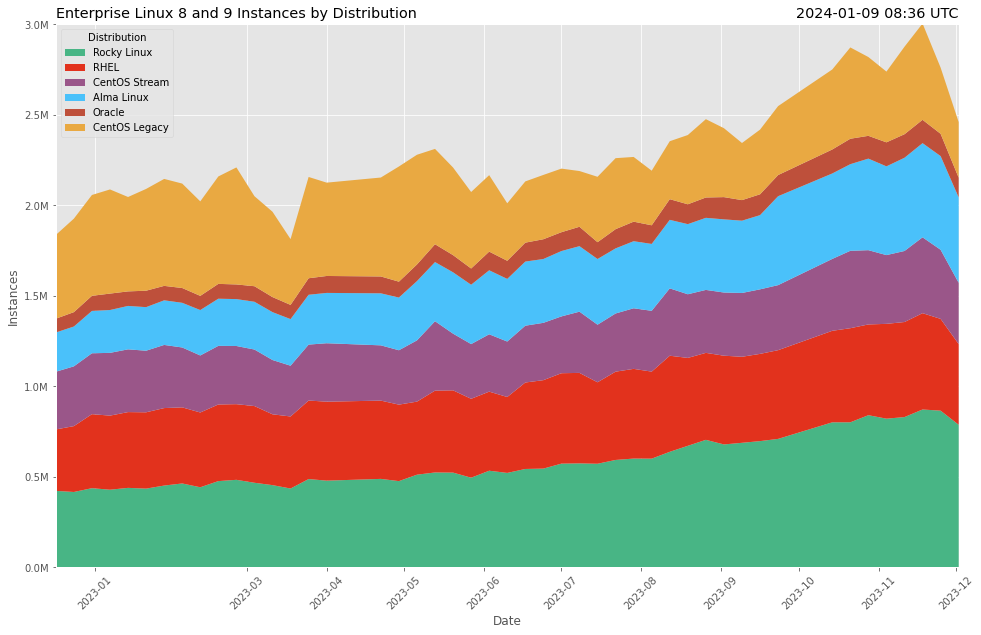 Enterprise Linux 8 and 9 Instances by Distribution
2024-01-09 08:36 UTC
3.0M
Distribution
Rocky Linux
RHEL
CentOS Stream
Alma Linux
Oracle
CentOS Legacy
2.5M
2.0M
Instances
1.5M
1.0M
0.5M
0.0M
2023-01
2023-03
2023-04
2023-05
2023-06
2023-07
2023-08
2023-09
2023-10
2023-11
2023-12
Date